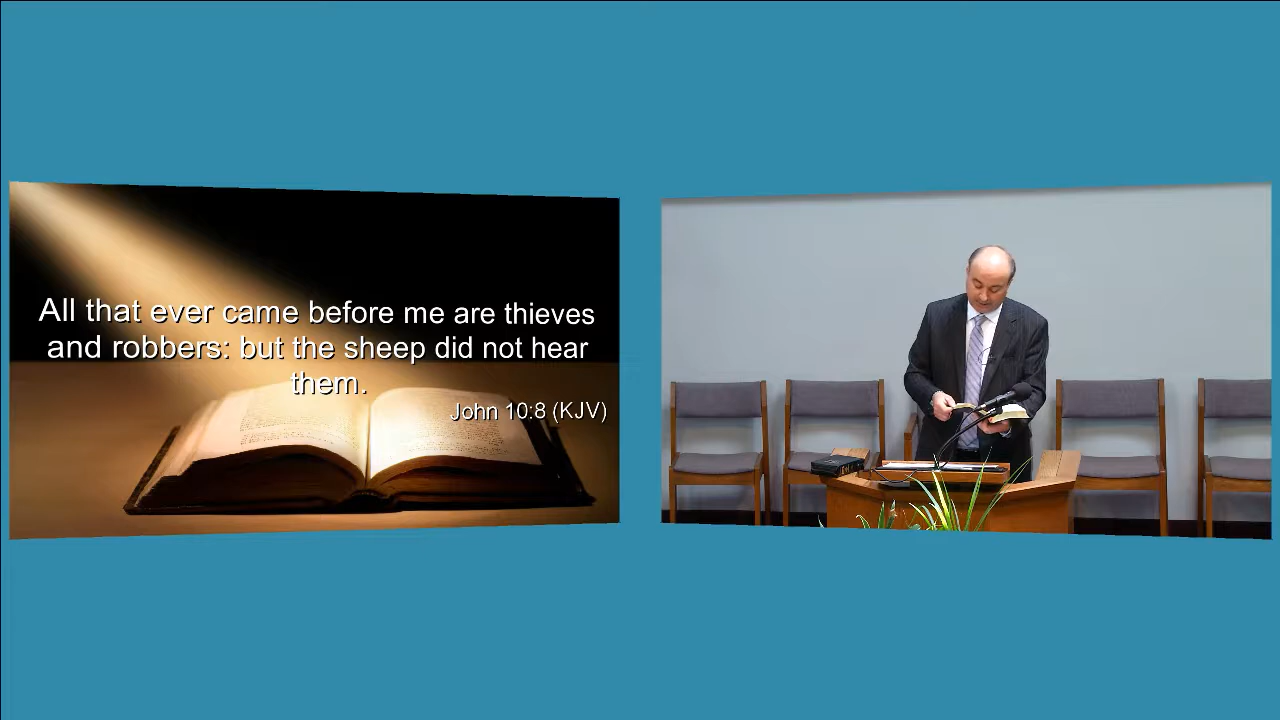 All that ever came before me are thieves
and robbers: but the sheep did not hear
them.
John 10:8 (KJV)